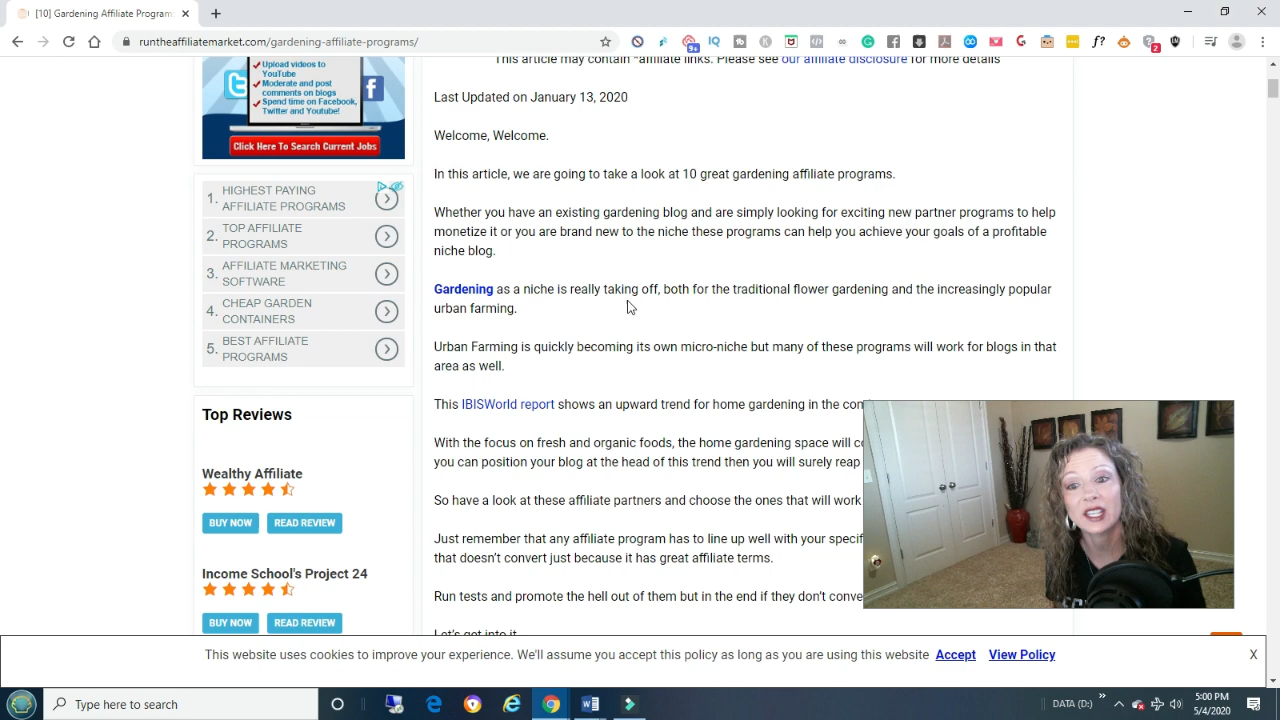 [10] Gardening Affiliate Program
runtheaffiliatemarket.com/gardening-affiliate-programs/
9+
2
Upload videos to
YouTube
Moderate and post
comments on blogs
Spend time on Facebook,
Twitter and Youtube!
Click Here To Search Current Jobs
1. HIGHEST PAYING
AFFILIATE PROGRAMS
2. TOP AFFILIATE
PROGRAMS
3. AFFILIATE MARKETING
SOFTWARE
4. CHEAP GARDEN
CONTAINERS
5. BEST AFFILIATE
PROGRAMS
Top Reviews
Wealthy Affiliate
BUY NOW
READ REVIEW
Income School's Project 24
BUY NOW
READ REVIEW
This article may contain *affiliate links. Please see our affiliate disclosure for more details
Last Updated on January 13, 2020
Welcome, Welcome.
In this article, we are going to take a look at 10 great gardening affiliate programs.
Whether you have an existing gardening blog and are simply looking for exciting new partner programs to help
monetize it or you are brand new to the niche these programs can help you achieve your goals of a profitable
niche blog.
Gardening as a niche is really taking off, both for the traditional flower gardening and the increasingly popular
urban farming.
Urban Farming is quickly becoming its own micro-niche but many of these programs will work for blogs in that
area as well.
This IBISWorld report shows an upward trend for home gardening in the con
With the focus on fresh and organic foods, the home gardening space will co
you can position your blog at the head of this trend then you will surely reap
So have a look at these affiliate partners and choose the ones that will work
Just remember that any affiliate program has to line up well with your specif
that doesn't convert just because it has great affiliate terms.
Run tests and promote the hell out of them but in the end if they don't conve
Let's get into it
This website uses cookies to improve your experience. We'll assume you accept this policy as long as you are using this website Accept View Policy
X
Type here to search
DATA (D:)
5:00 PM
5/4/2020